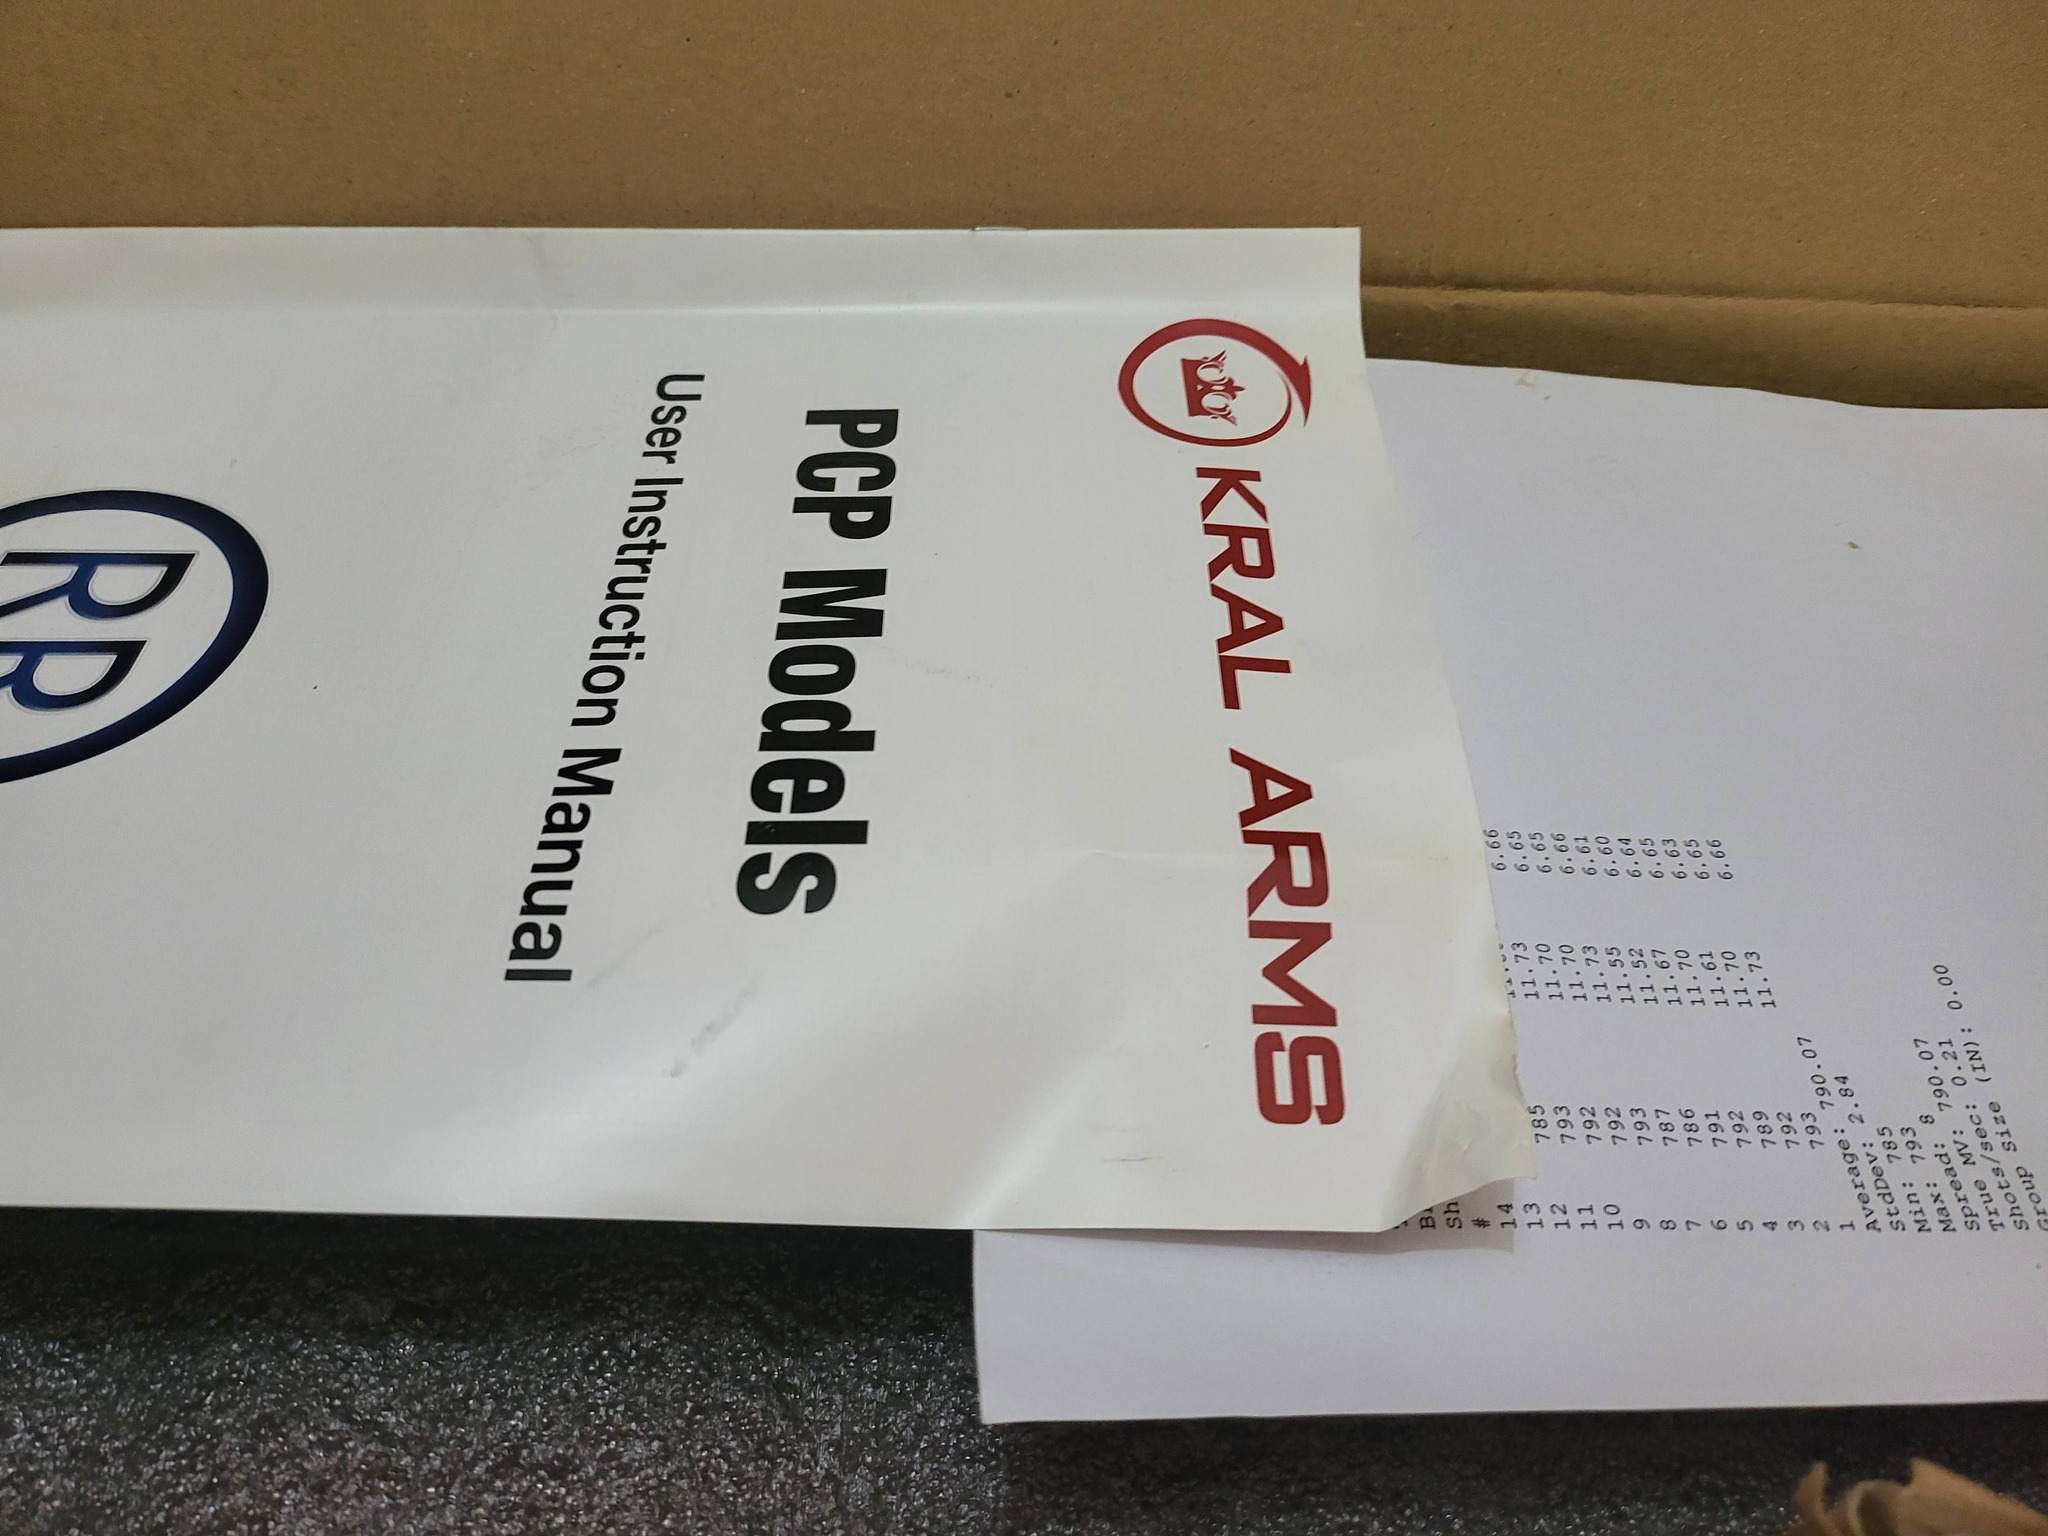 KRAL ARMS
PCP Models
User Instruction Manual
Sh
#
14
13
12 785
11 793 11.73 6.66
10 792 11.70 6.65
9 792 11.70 6.65
8 793 11.73 6.66
7 787 11.55 6.61
6 786 11.52 6.60
5 791 11.67 6.64
4 792 11.70 6.65
3 789 11.61 6.63
2 792 11.70 6.65
1 793 11.73 6.66
Average: 790.07
StdDev: 2.84
Min: 785
Max: 793
Spread: 8
True MV: 790.07
Shots/sec: 0.21
Group Size (IN): 0.00